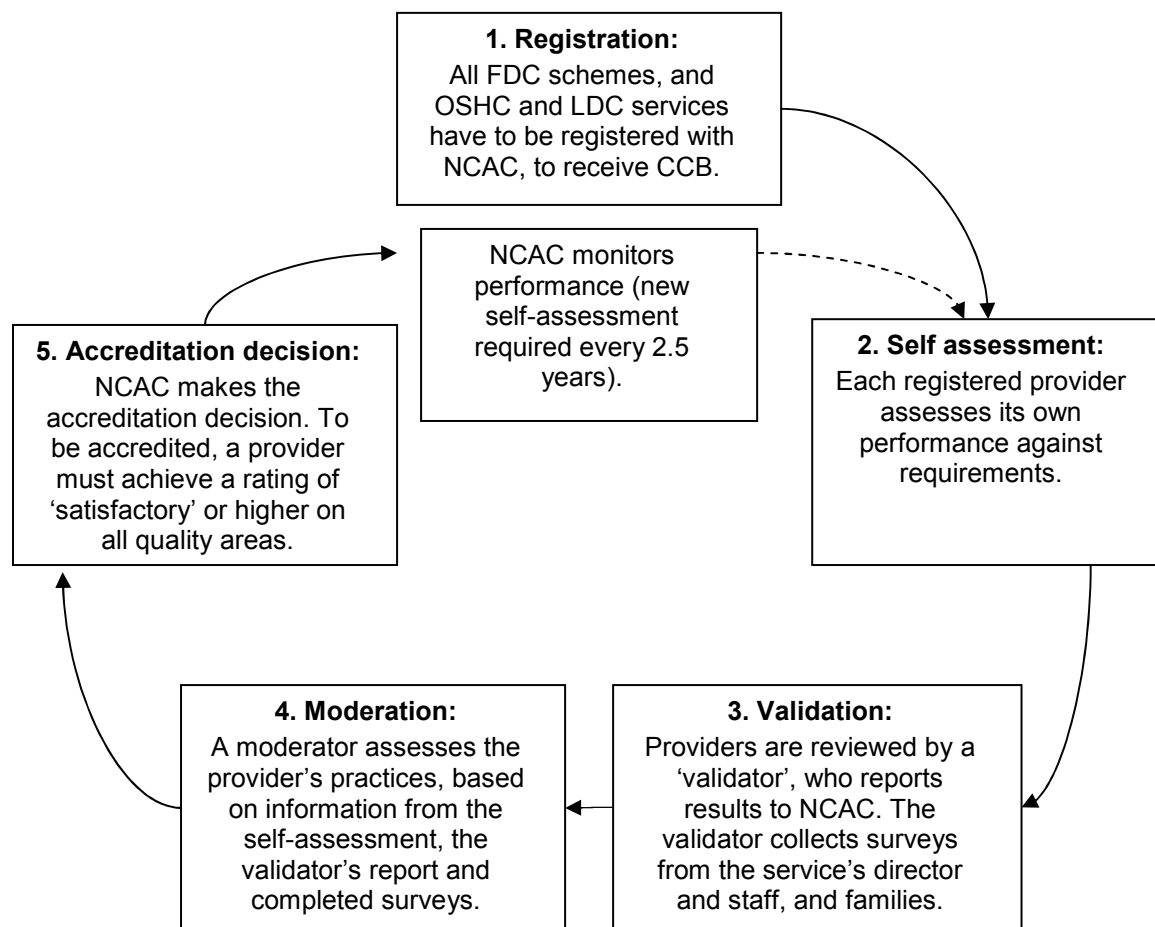 1. Registration:
All FDC schemes, and
OSHC and LDC services
have to be registered with
NCAC, to receive CCB.
NCAC monitors
performance (new
self-assessment
required every 2.5
years).
2. Self assessment:
Each registered provider
assesses its own
performance against
requirements.
3. Validation:
Providers are reviewed by a
‘validator’, who reports
results to NCAC. The
validator collects surveys
from the service’s director
and staff, and families.
4. Moderation:
A moderator assesses the
provider’s practices, based
on information from the
self-assessment, the
validator’s report and
completed surveys.
5. Accreditation decision:
NCAC makes the
accreditation decision. To
be accredited, a provider
must achieve a rating of
‘satisfactory’ or higher on
all quality areas.